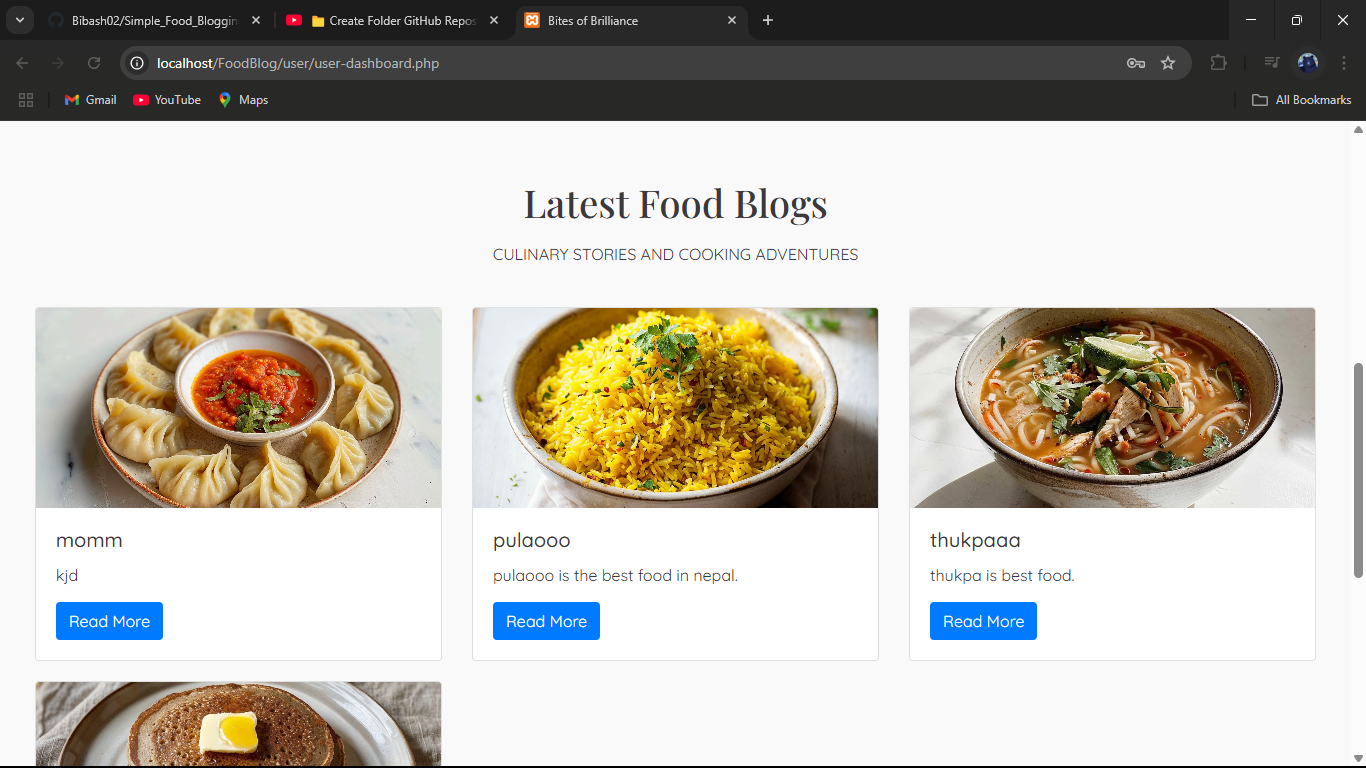 Bibash02/Simple_Food_Bloggin
Create Folder GitHub Repos
Bites of Brilliance
localhost/FoodBlog/user/user-dashboard.php
Gmail
YouTube
Maps
All Bookmarks
Latest Food Blogs
CULINARY STORIES AND COOKING ADVENTURES
momm
kjd
Read More
pulaooo
pulaooo is the best food in nepal.
Read More
thukpaaa
thukpa is best food.
Read More